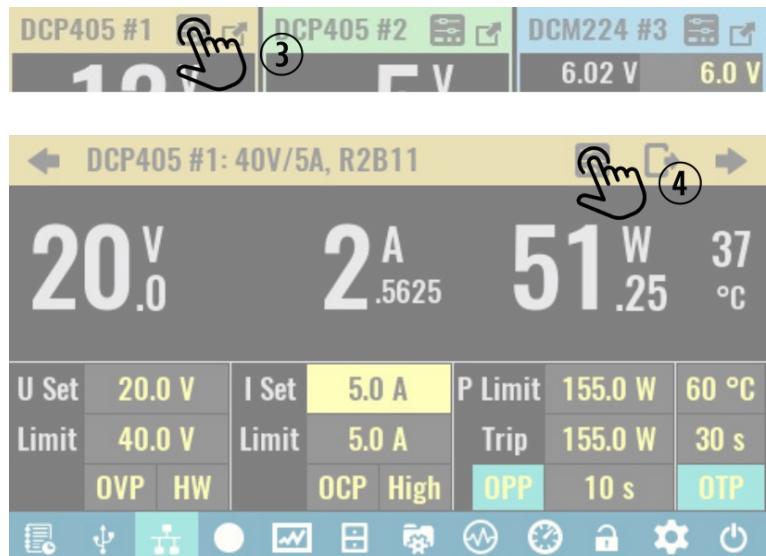 DCP405 #1 DCP405 #2 DCM224 #3
③
V V 6.02 V 6.0 V
DCP405 #1: 40V/5A, R2B11
④
20.0 V 2.5625 A 51.25 W 37 °C
U Set 20.0 V I Set 5.0 A P Limit 155.0 W 60 °C
Limit 40.0 V Limit 5.0 A Trip 155.0 W 30 s
OVP HW OCP High OPP 10 s OTP